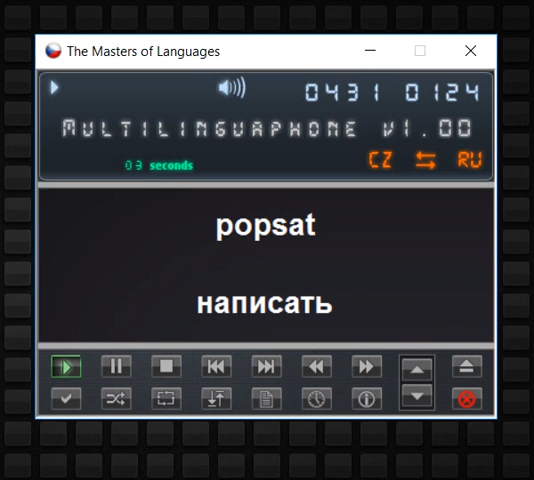 The Masters of Languages
0431 0124
MULTILINGUAPHONE v1.00
03 seconds
CZ RU
popsat
написать